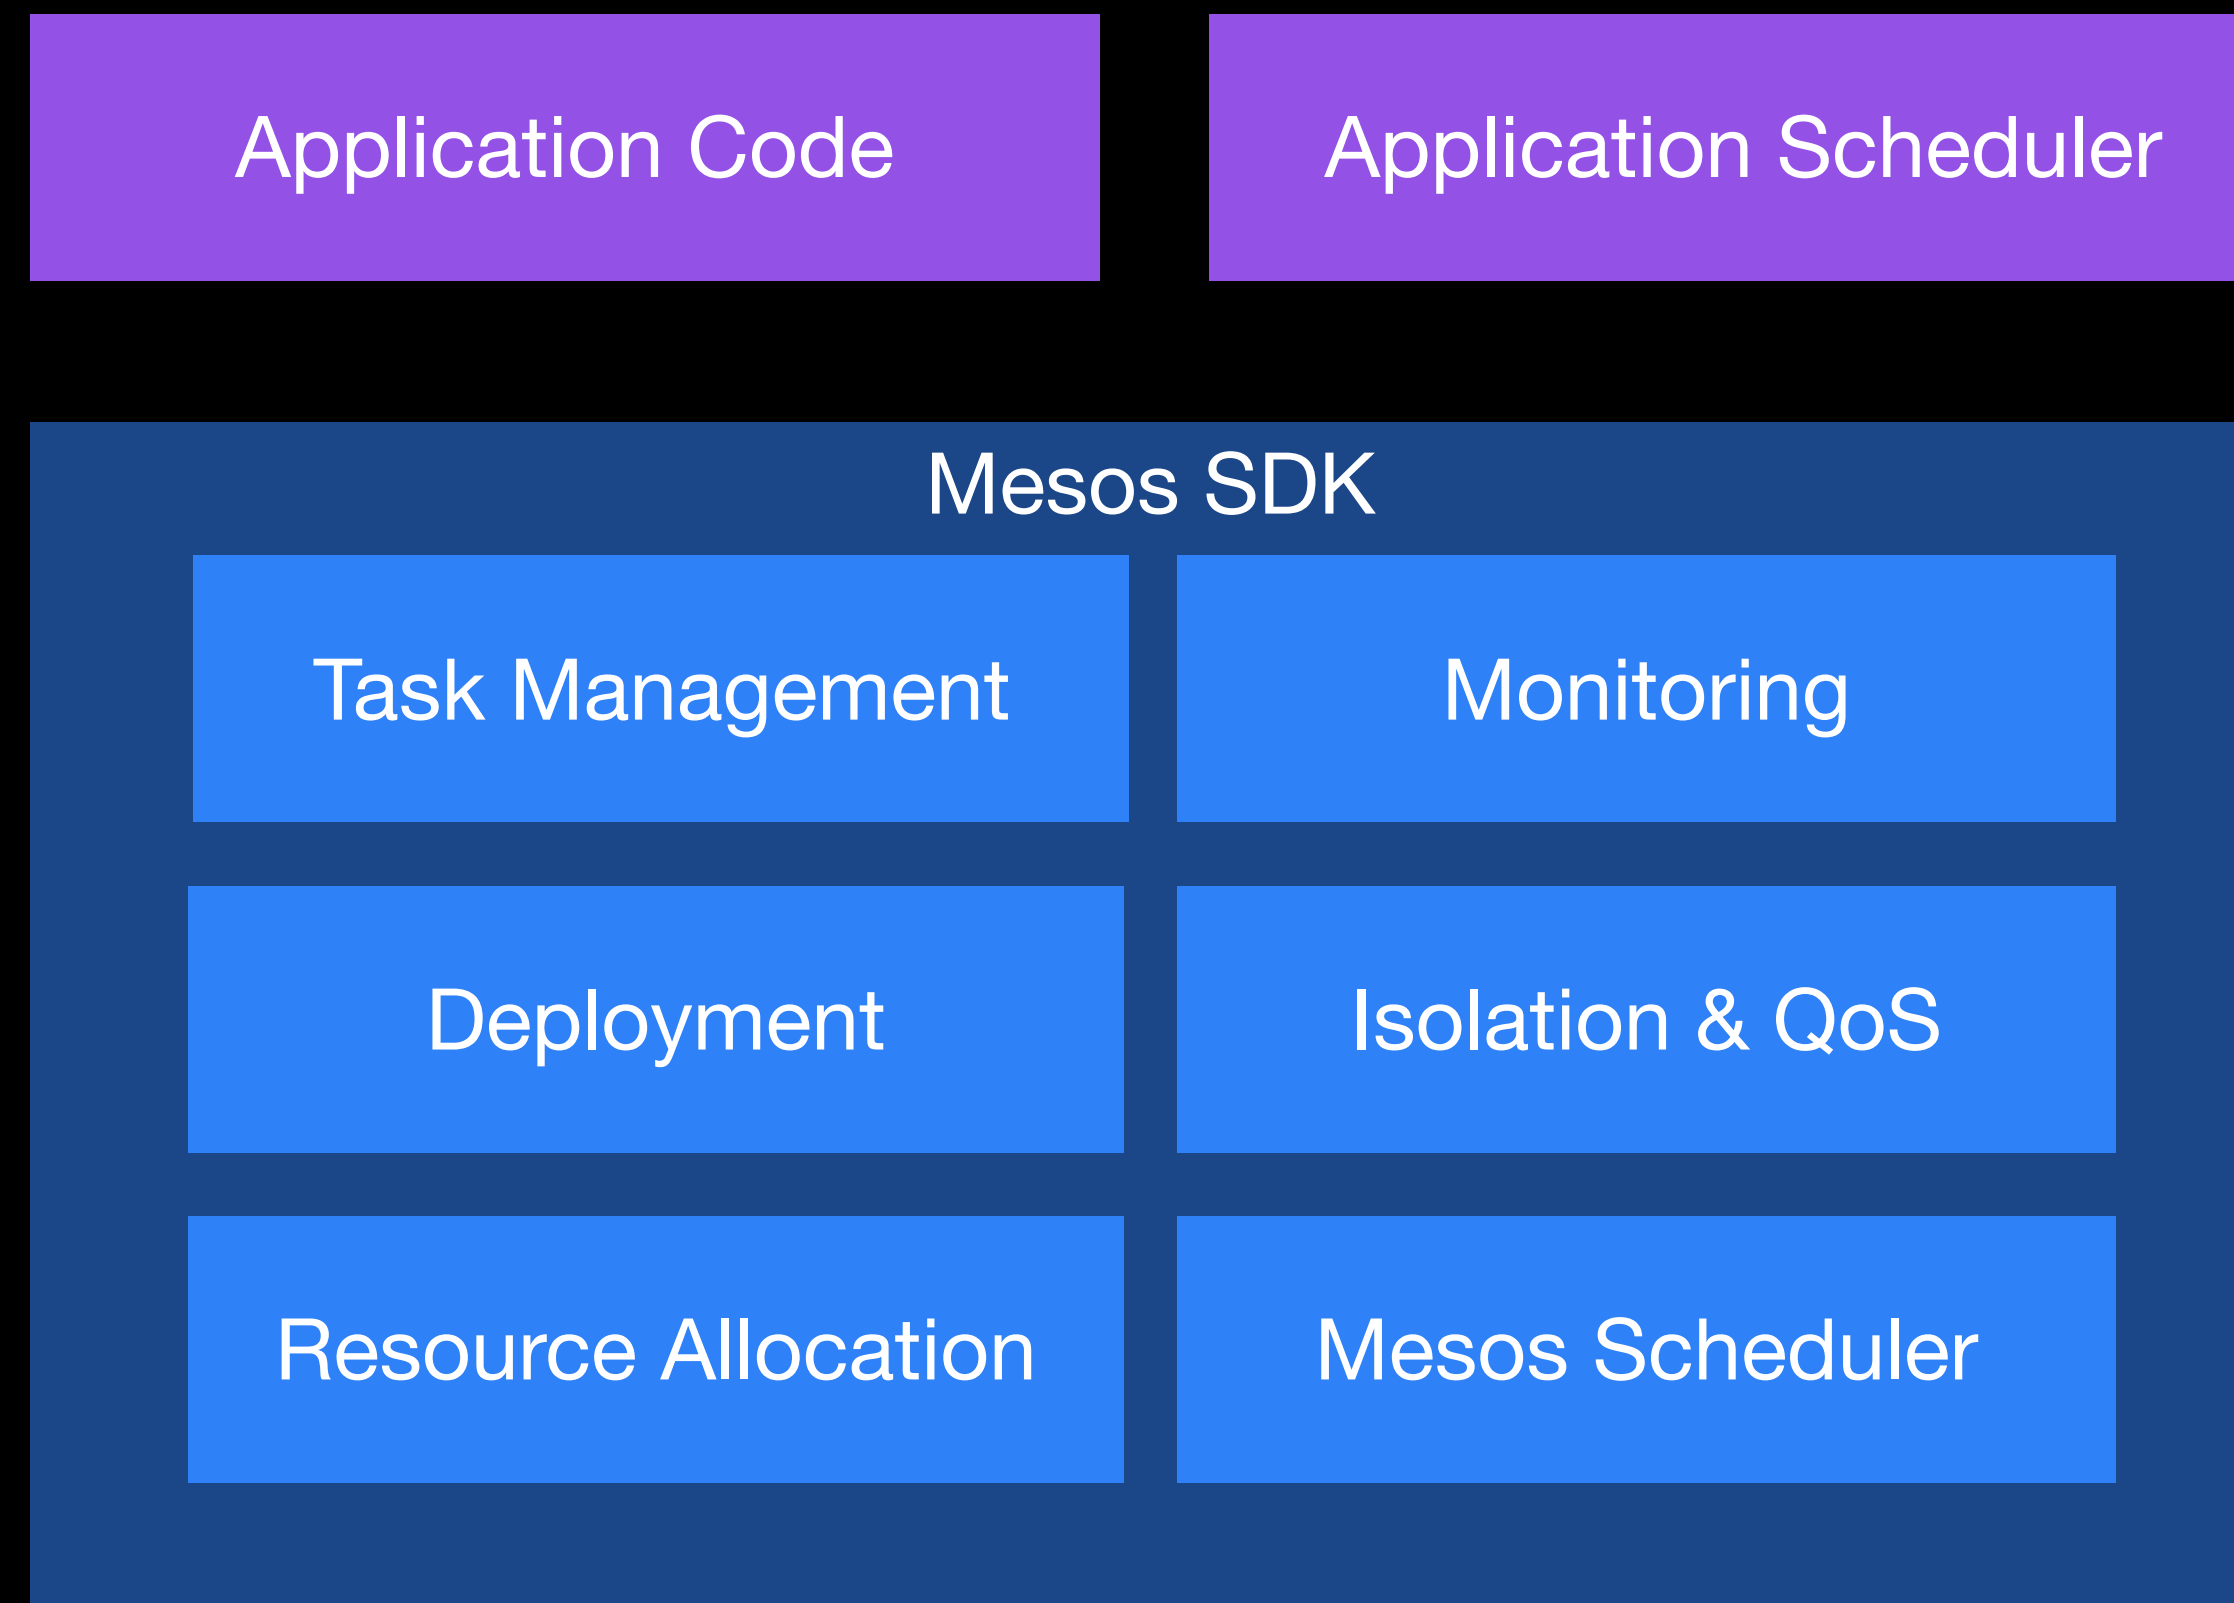 Application Code
Application Scheduler
Mesos SDK
Task Management
Monitoring
Deployment
Isolation & QoS
Resource Allocation
Mesos Scheduler